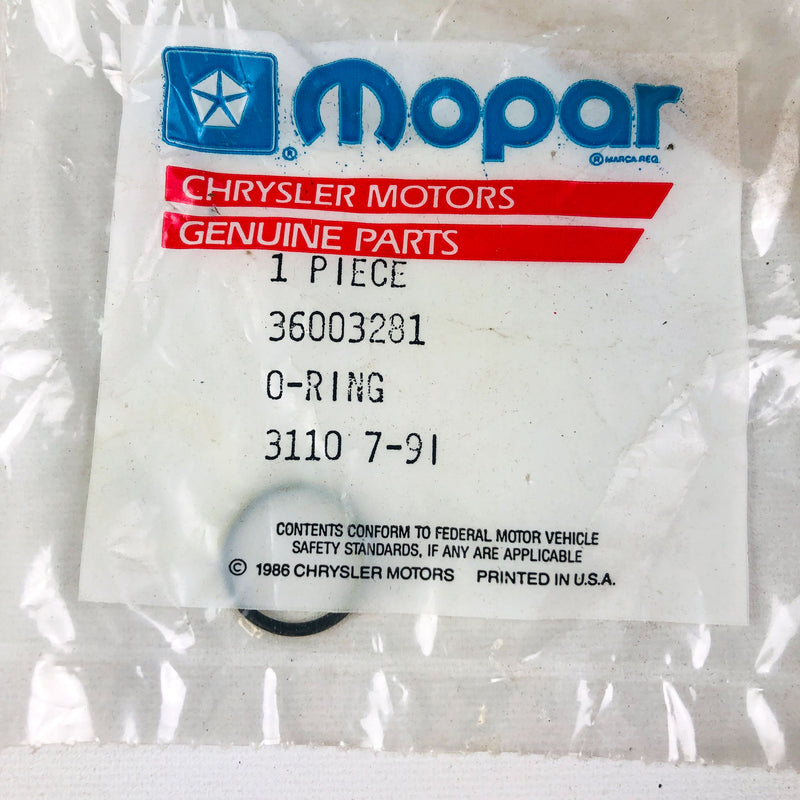 mopar®
® MARCA REG.
CHRYSLER MOTORS
GENUINE PARTS
1 PIECE
36003281
O-RING
3110 7-91
CONTENTS CONFORM TO FEDERAL MOTOR VEHICLE
SAFETY STANDARDS, IF ANY ARE APPLICABLE
© 1986 CHRYSLER MOTORS PRINTED IN U.S.A.